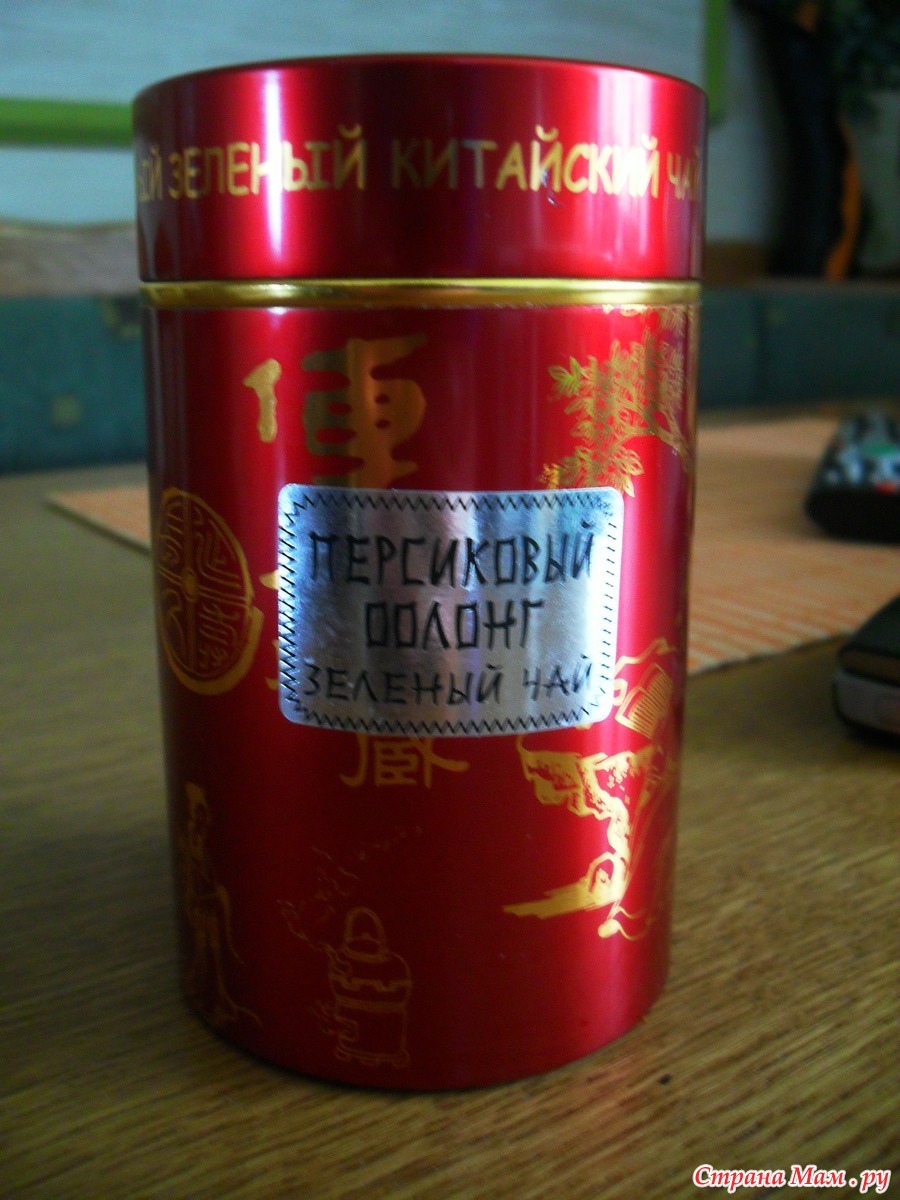 ЗЕЛЕНЫЙ КИТАЙСКИЙ ЧАЙ
ПЕРСИКОВЫЙ
ООЛОНГ
ЗЕЛЕНЫЙ ЧАЙ
Страна Мам.ру